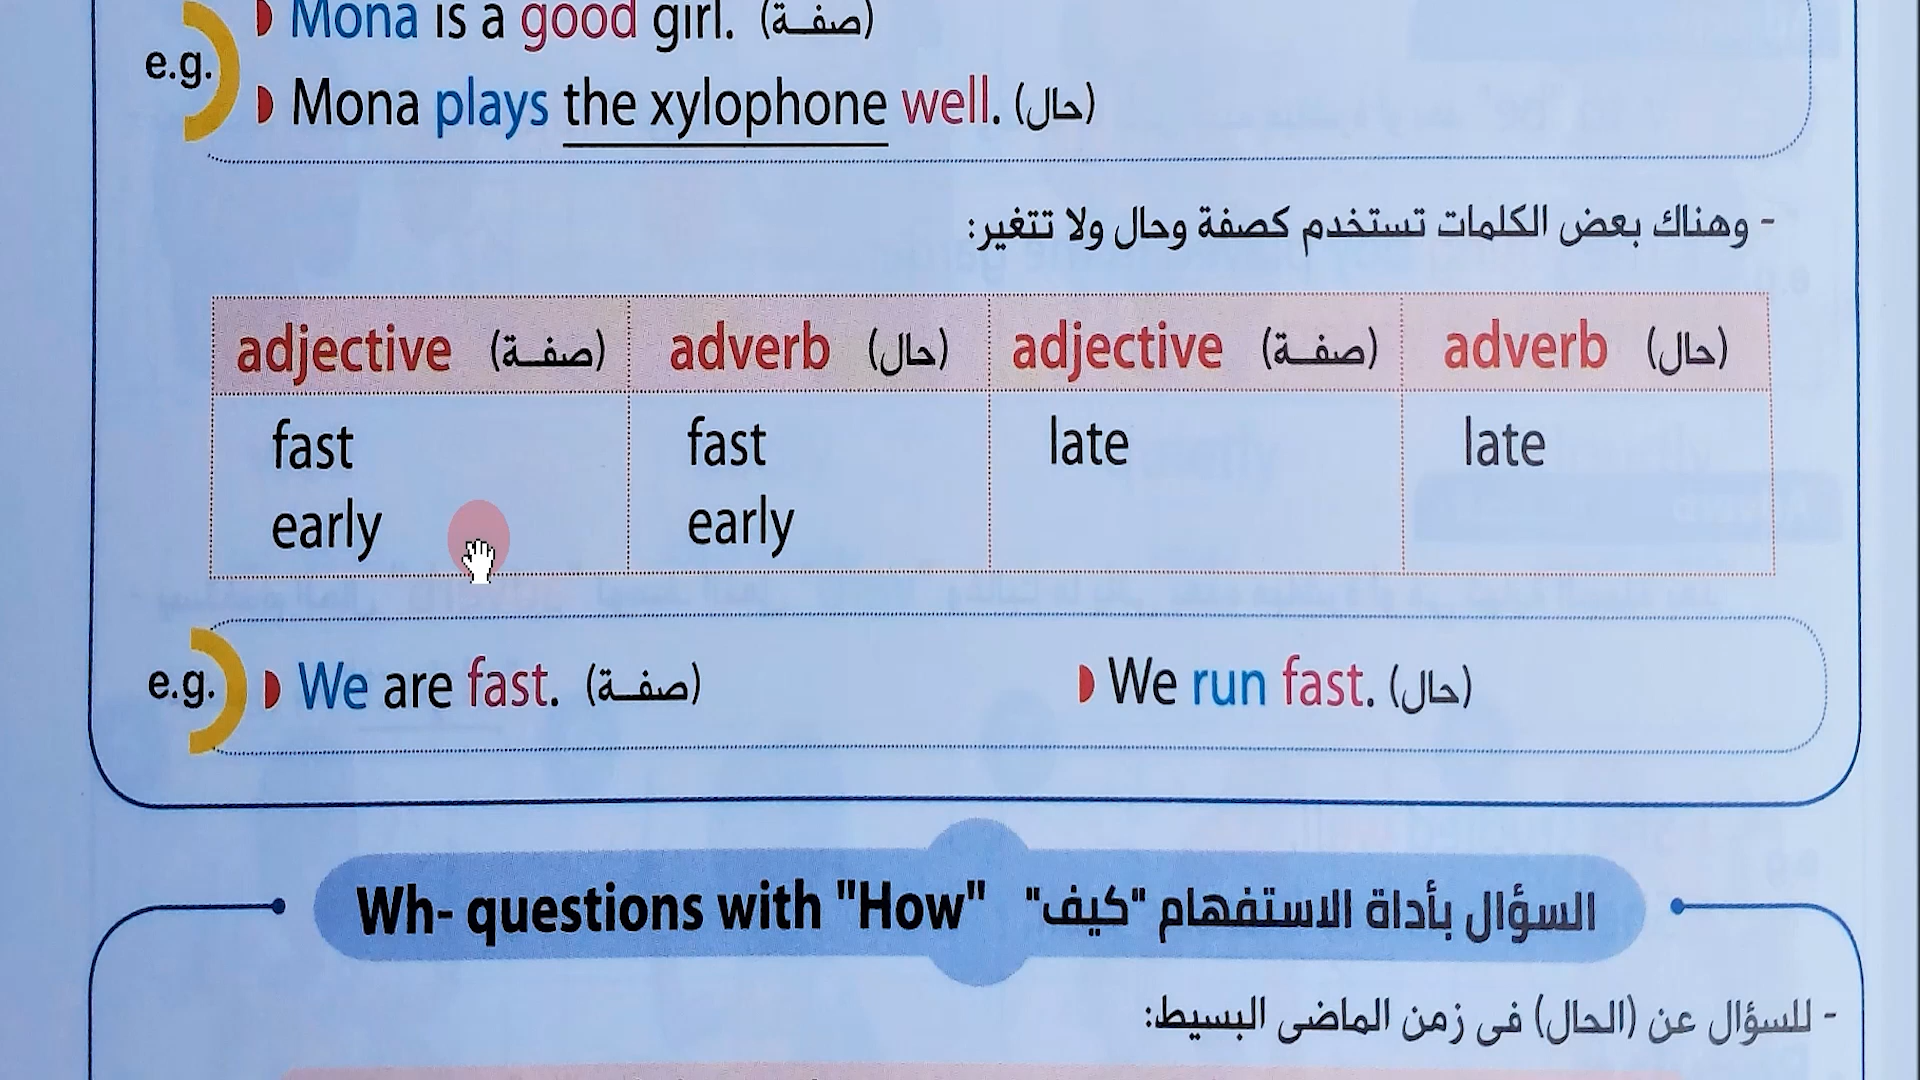 Mona is a good girl. (صفة)
e.g.
Mona plays the xylophone well. (حال)
- وهناك بعض الكلمات تستخدم كصفة وحال ولا تتغير:
adjective (صفة) adverb (حال) adjective (صفة) adverb (حال)
fast fast late late
early early
e.g. We are fast. (صفة) We run fast. (حال)
Wh- questions with "How" السؤال بأداة الاستفهام "كيف"
- للسؤال عن (الحال) فى زمن الماضى البسيط: